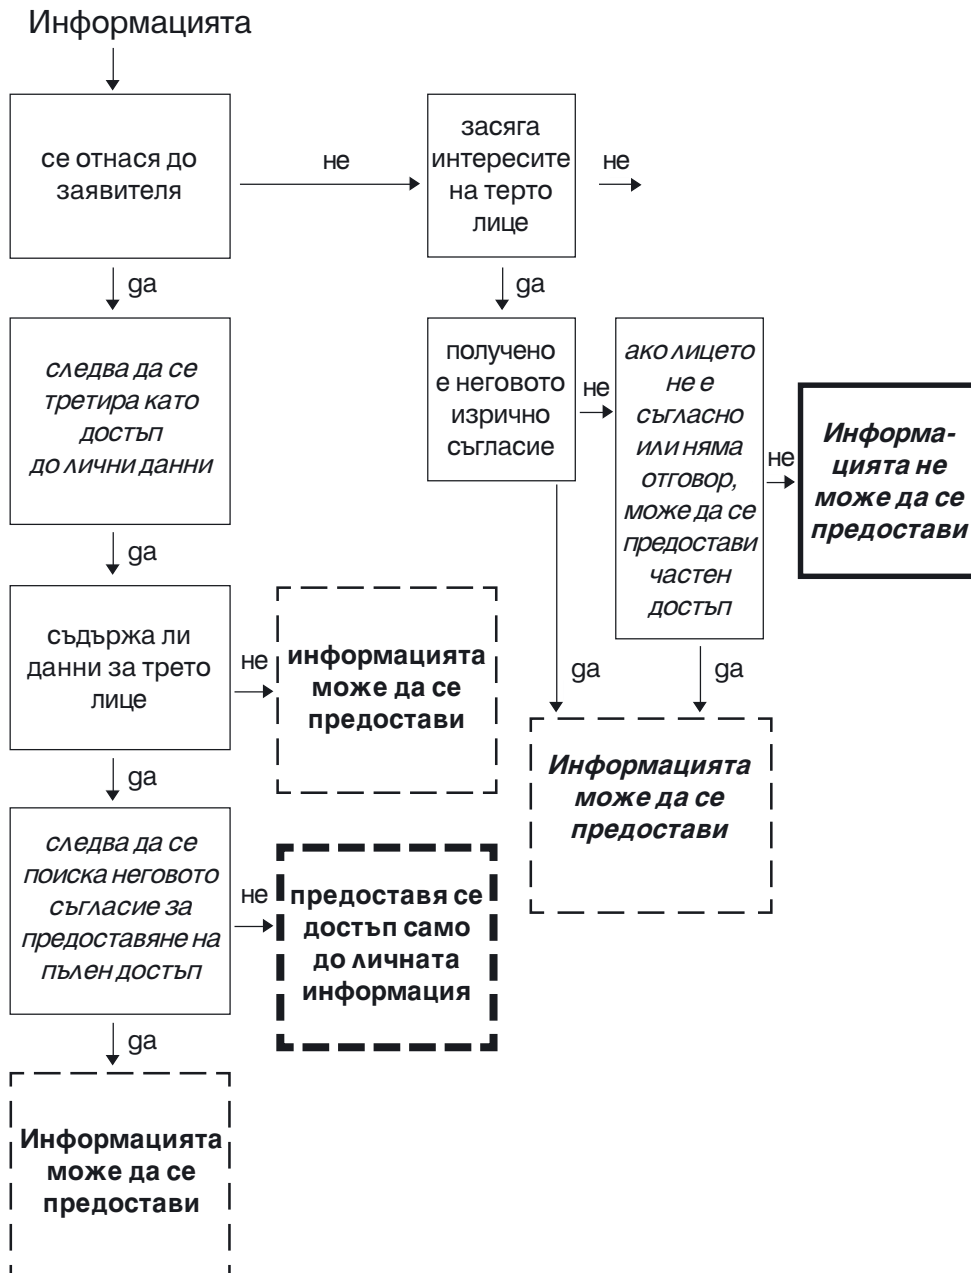 Информацията
се отнася до
заявителя
не
засяга
интересите
на терто
лице
не
да
да
следва да се
третира като
достъп
до лични данни
получено
е неговото
изрично
съгласие
не
ако лицето
не е
съгласно
или няма
отговор,
може да се
предостави
частен
достъп
не
Информа-
цията не
може да се
предостави
да
съдържа ли
данни за трето
лице
не
информацията
може да се
предостави
да
да
Информацията
може да се
предостави
да
следва да се
поиска неговото
съгласие за
предоставяне на
пълен достъп
не
предоставя се
достъп само
до личната
информация
да
Информацията
може да се
предостави